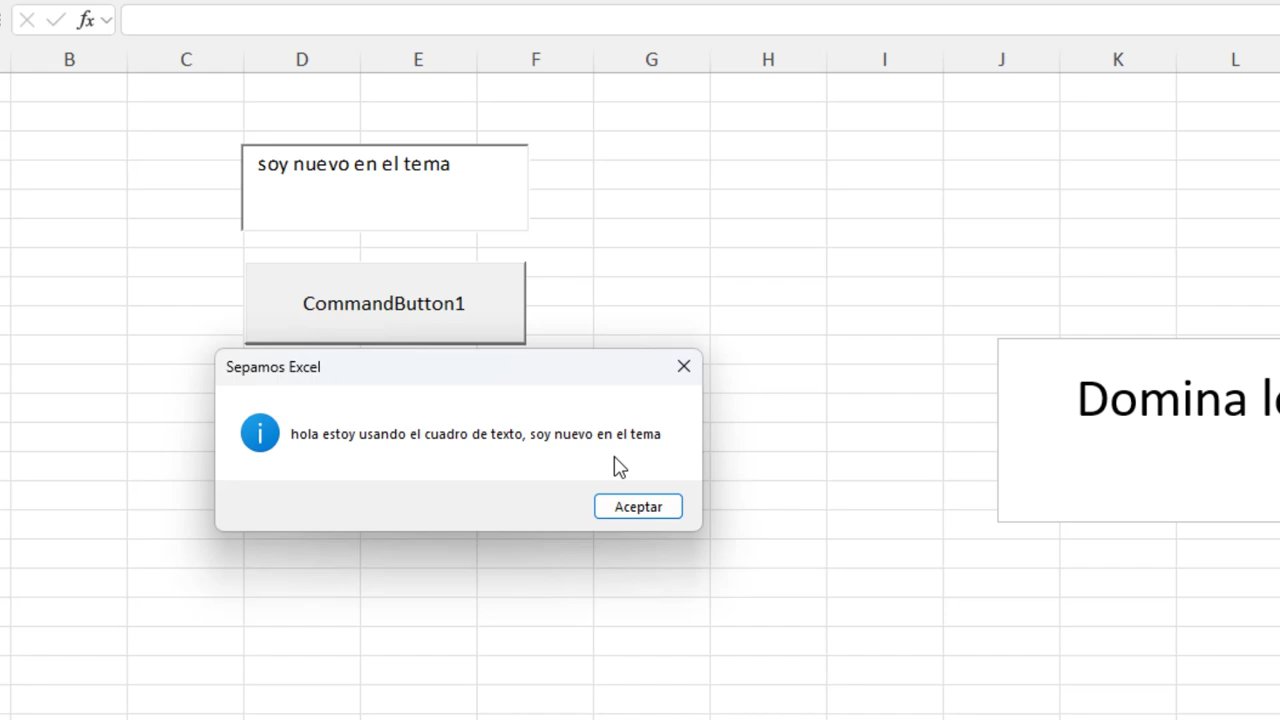 fx
B C D E F G H I J K L
soy nuevo en el tema
CommandButton1
Sepamos Excel
hola estoy usando el cuadro de texto, soy nuevo en el tema
Aceptar
Domina